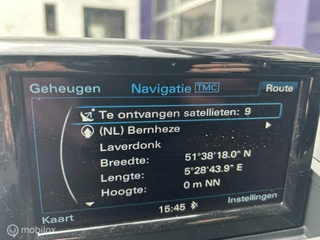 Geheugen Navigatie TMC Route
Te ontvangen satellieten: 9
(NL) Bernheze
Laverdonk
Breedte: 51°38'18.0" N
Lengte: 5°28'43.9" E
Hoogte: 0 m NN
Instellingen
Kaart 15:45
Marktplaats